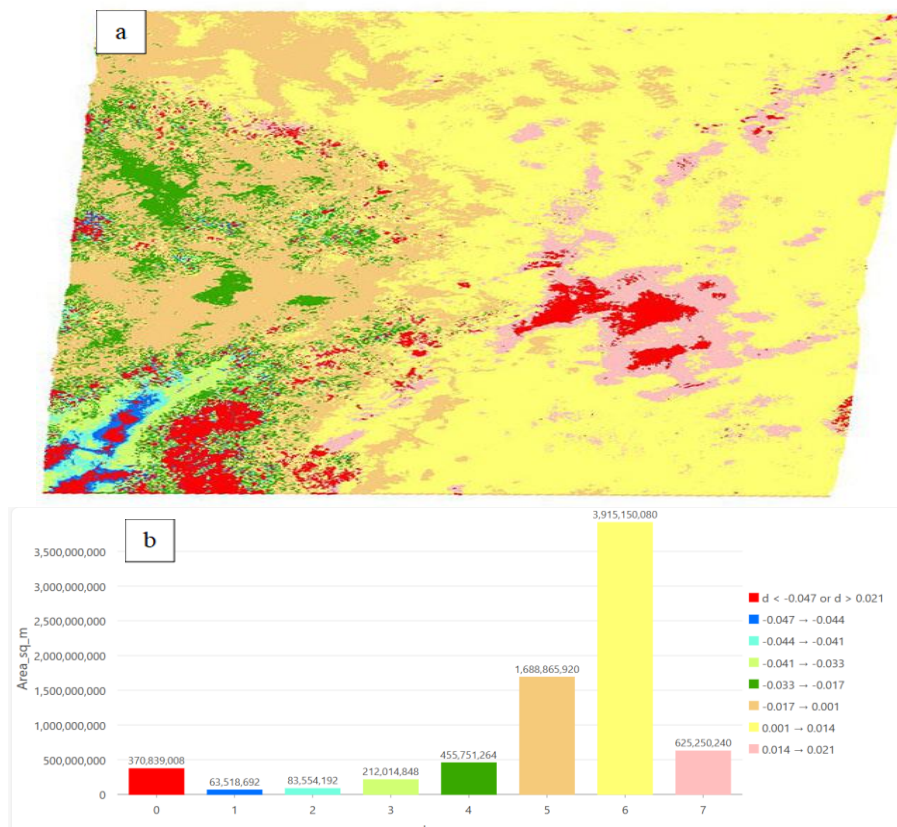 a
b
3,915,150,080
3,500,000,000
3,000,000,000
2,500,000,000
2,000,000,000
1,500,000,000
1,000,000,000
500,000,000
0
Area_sq_m
370,839,008
63,518,692
83,554,192
212,014,848
455,751,264
1,688,865,920
625,250,240
0 1 2 3 4 5 6 7
d < -0.047 or d > 0.021
-0.047 → -0.044
-0.044 → -0.041
-0.041 → -0.033
-0.033 → -0.017
-0.017 → 0.001
0.001 → 0.014
0.014 → 0.021